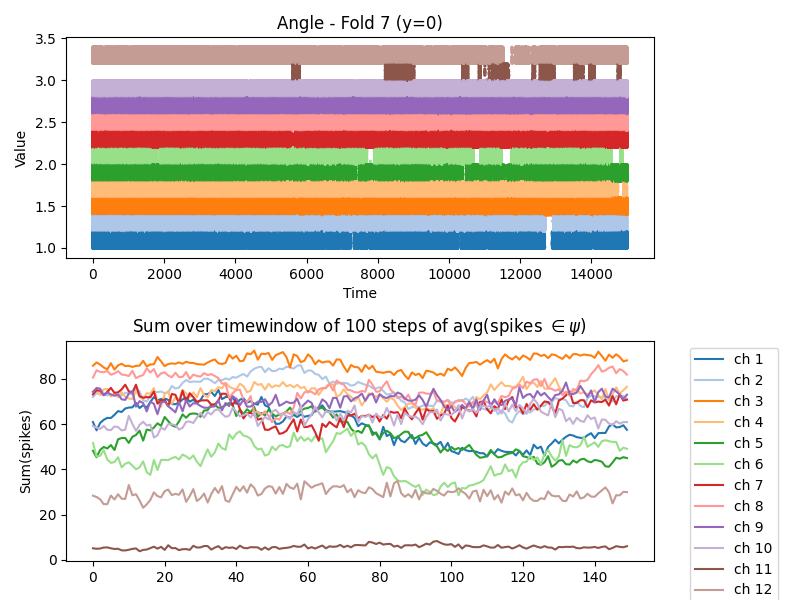 Angle - Fold 7 (y=0)
Value
3.5
3.0
2.5
2.0
1.5
1.0
0 2000 4000 6000 8000 10000 12000 14000
Time
Sum over timewindow of 100 steps of avg(spikes ∈ ψ)
Sum(spikes)
80
60
40
20
0
0 20 40 60 80 100 120 140
ch 1
ch 2
ch 3
ch 4
ch 5
ch 6
ch 7
ch 8
ch 9
ch 10
ch 11
ch 12